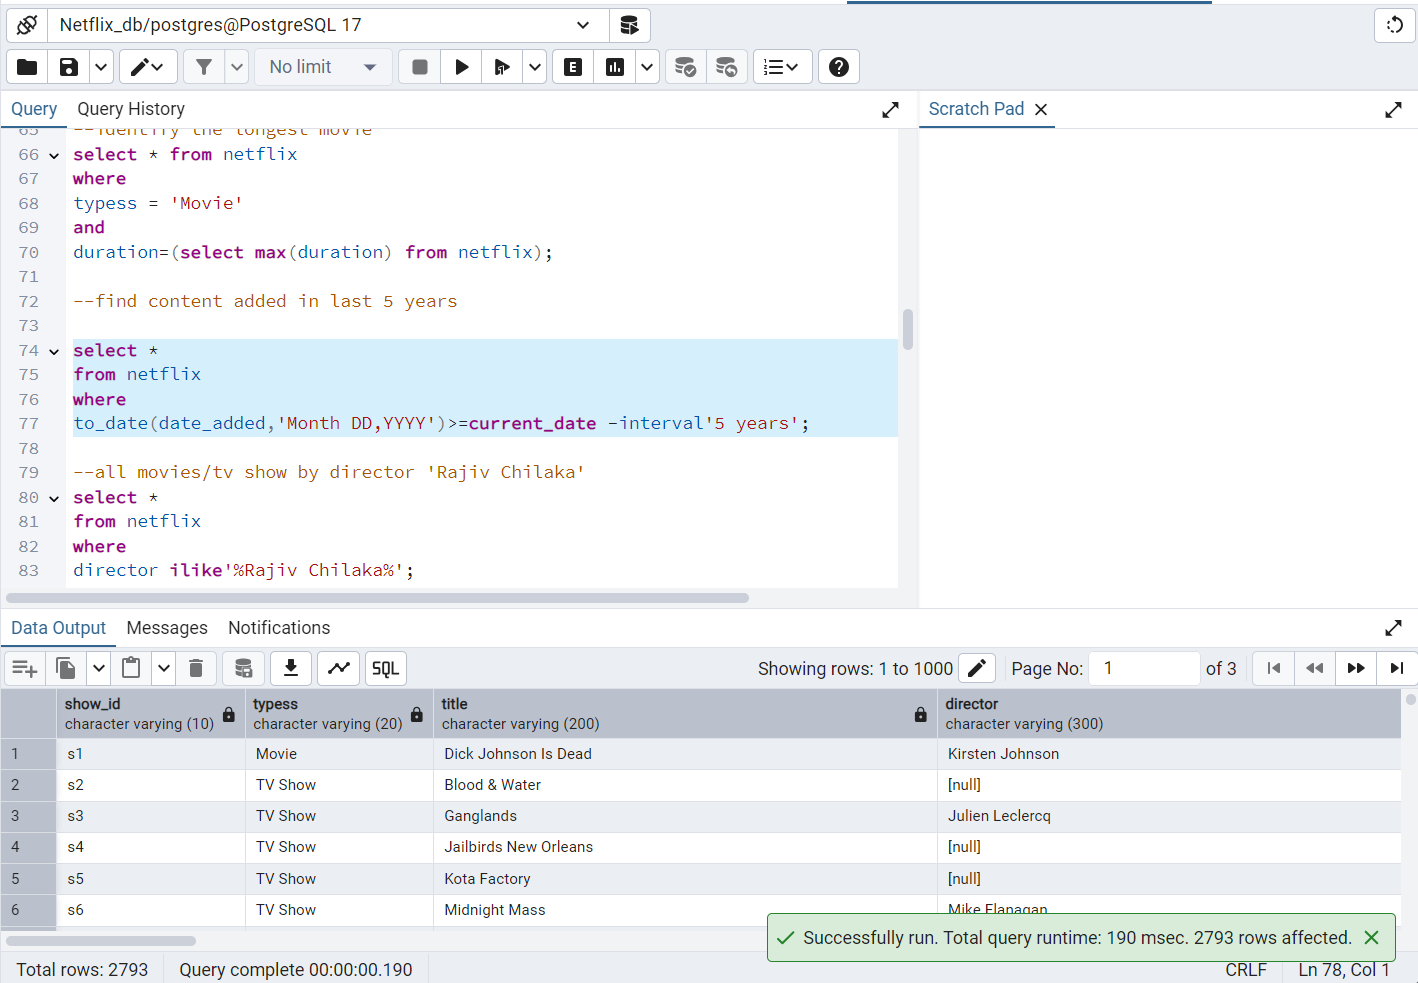 Netflix_db/postgres@PostgreSQL 17
No limit
E
Query Query History
Scratch Pad
65 --identify the longest movie
66 select * from netflix
67 where
68 typess = 'Movie'
69 and
70 duration=(select max(duration) from netflix);
71
72 --find content added in last 5 years
73
74 select *
75 from netflix
76 where
77 to_date(date_added,'Month DD,YYYY')>=current_date -interval'5 years';
78
79 --all movies/tv show by director 'Rajiv Chilaka'
80 select *
81 from netflix
82 where
83 director ilike'%Rajiv Chilaka%';
Data Output Messages Notifications
SQL Showing rows: 1 to 1000 Page No: 1 of 3
show_id typess title director
character varying (10) character varying (20) character varying (200) character varying (300)
1 s1 Movie Dick Johnson Is Dead Kirsten Johnson
2 s2 TV Show Blood & Water [null]
3 s3 TV Show Ganglands Julien Leclercq
4 s4 TV Show Jailbirds New Orleans [null]
5 s5 TV Show Kota Factory [null]
6 s6 TV Show Midnight Mass Mike Flanagan
Successfully run. Total query runtime: 190 msec. 2793 rows affected.
Total rows: 2793 Query complete 00:00:00.190 CRLF Ln 78, Col 1